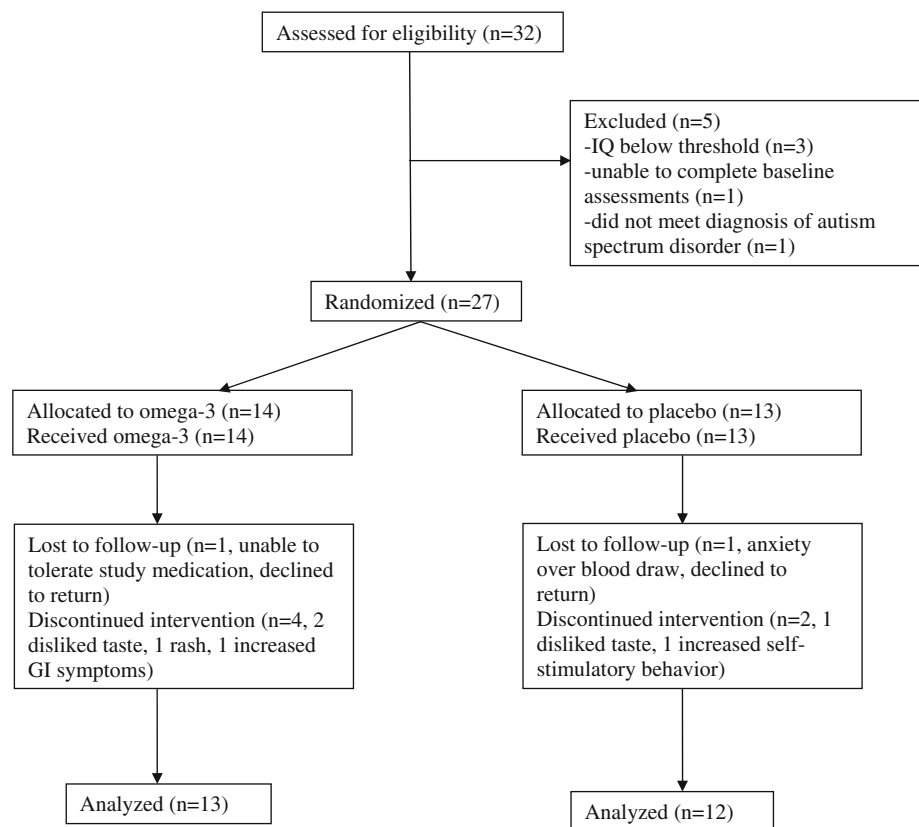 Assessed for eligibility (n=32)
Excluded (n=5)
-IQ below threshold (n=3)
-unable to complete baseline
assessments (n=1)
-did not meet diagnosis of autism
spectrum disorder (n=1)
Randomized (n=27)
Allocated to omega-3 (n=14)
Received omega-3 (n=14)
Allocated to placebo (n=13)
Received placebo (n=13)
Lost to follow-up (n=1, unable to
tolerate study medication, declined
to return)
Discontinued intervention (n=4, 2
disliked taste, 1 rash, 1 increased
GI symptoms)
Lost to follow-up (n=1, anxiety
over blood draw, declined to
return)
Discontinued intervention (n=2, 1
disliked taste, 1 increased self-
stimulatory behavior)
Analyzed (n=13)
Analyzed (n=12)